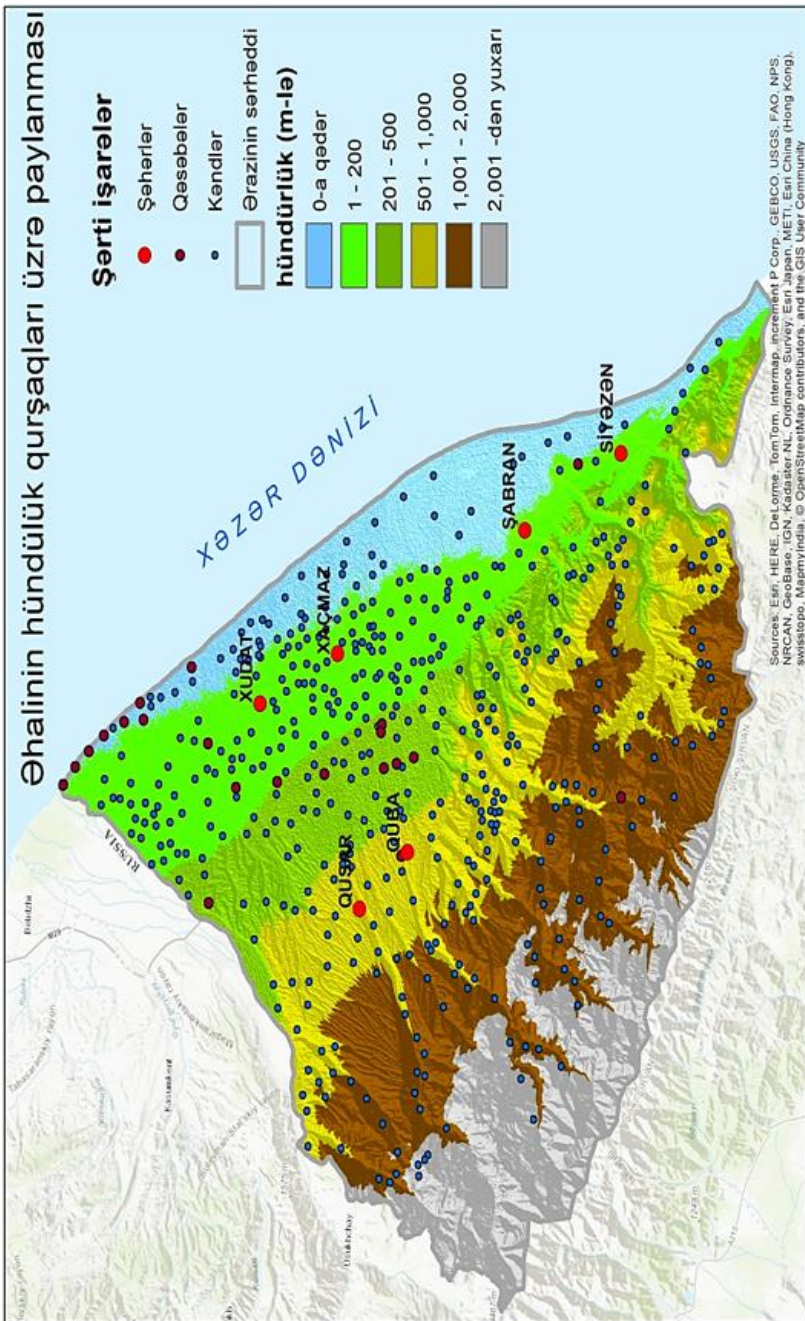 Əhalinin hündülük qurşaqları üzrə paylanması
Şərti işarələr
Şəhərlər
Qəsəbələr
Kəndlər
Ərazinin sərhəddi
hündürlük (m-lə)
0-a qədər
1 - 200
201 - 500
501 - 1,000
1,001 - 2,000
2,001 -dən yuxarı
XƏZƏR DƏNİZİ
RUSSIA
XUDAT
XAÇMAZ
QUSAR
QUBA
ŞABRAN
SİYƏZƏN
Belidzhi
Kasumkent
Usukhchay
Sources: Esri, HERE, DeLorme, TomTom, Intermap, increment P Corp., GEBCO, USGS, FAO, NPS,
NRCAN, GeoBase, IGN, Kadaster NL, Ordnance Survey, Esri Japan, METI, Esri China (Hong Kong),
swisstopo, MapmyIndia, © OpenStreetMap contributors, and the GIS User Community